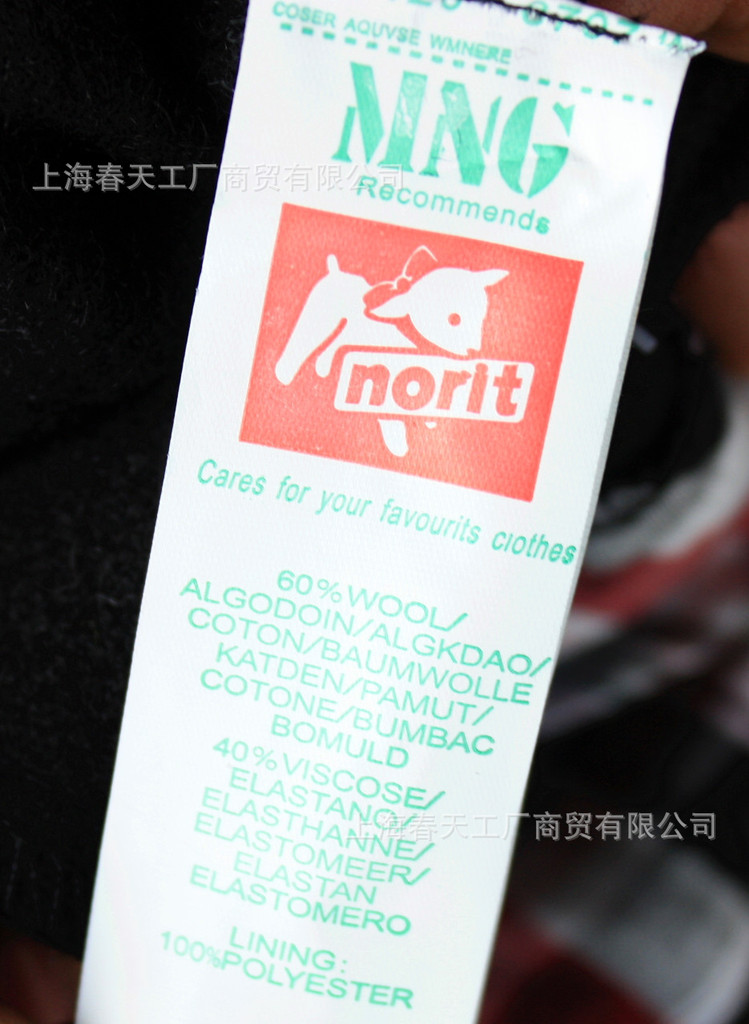 COSER AQUVSE WMNERE
MNG
上海春天工厂商贸有限公司
Recommends
norit
Cares for your favourits clothes
60%WOOL/
ALGODOIN/ALGKDAO/
COTON/BAUMWOLLE
KATDEN/PAMUT/
COTONE/BUMBAC
BOMULD
40%VISCOSE/
ELASTANO/
上海春天工厂商贸有限公司
ELASTHANNE/
ELASTOMEER/
ELASTAN
ELASTOMERO
LINING:
100%POLYESTER